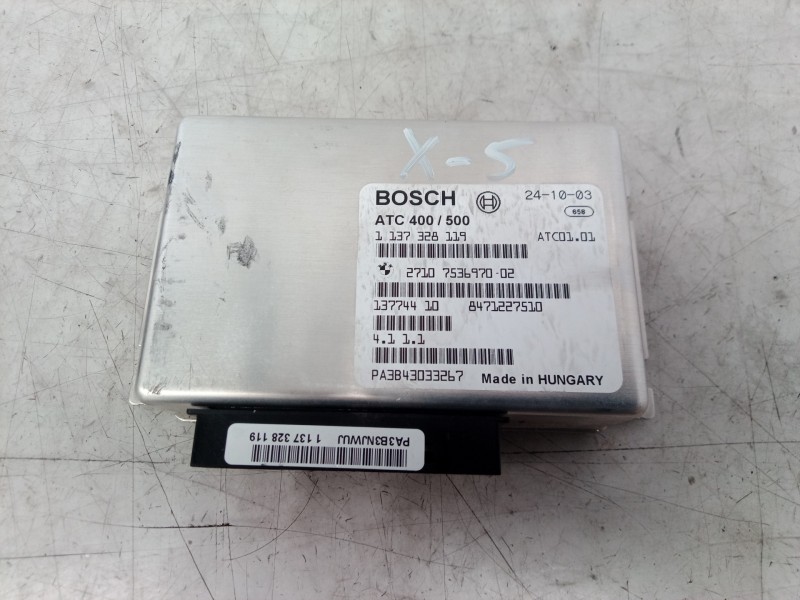 X-5
BOSCH 24-10-03
658
ATC 400 / 500
1 137 328 119 ATC01.01
2710 7536970-02
137744 10 8471227510
4.1 1.1
PA3B43033267 Made in HUNGARY
PA3B3NJWUJ 1 137 328 119